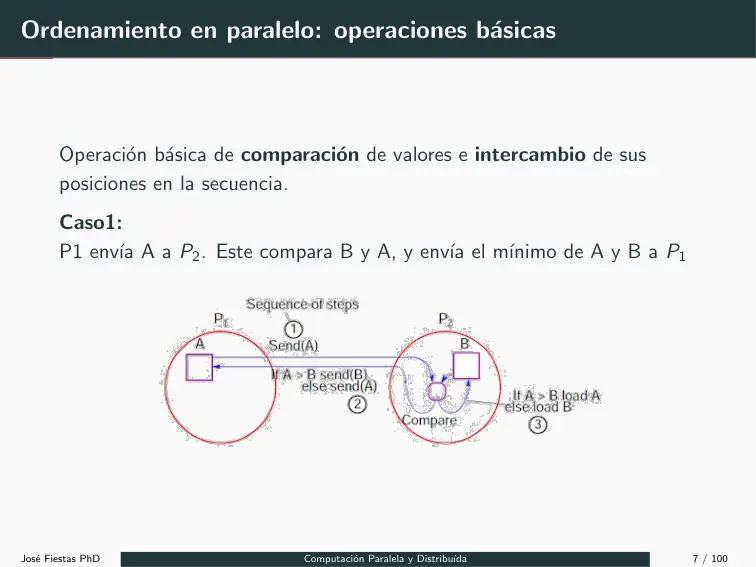 Ordenamiento en paralelo: operaciones básicas
Operación básica de comparación de valores e intercambio de sus
posiciones en la secuencia.
Caso1:
P1 envía A a P₂. Este compara B y A, y envía el mínimo de A y B a P₁
Sequence of steps
P₁
P₂
1
A
Send(A)
B
If A > B send(B)
else send(A)
2
If A > B load A
else load B
Compare
3
José Fiestas PhD
Computación Paralela y Distribuída
7 / 100